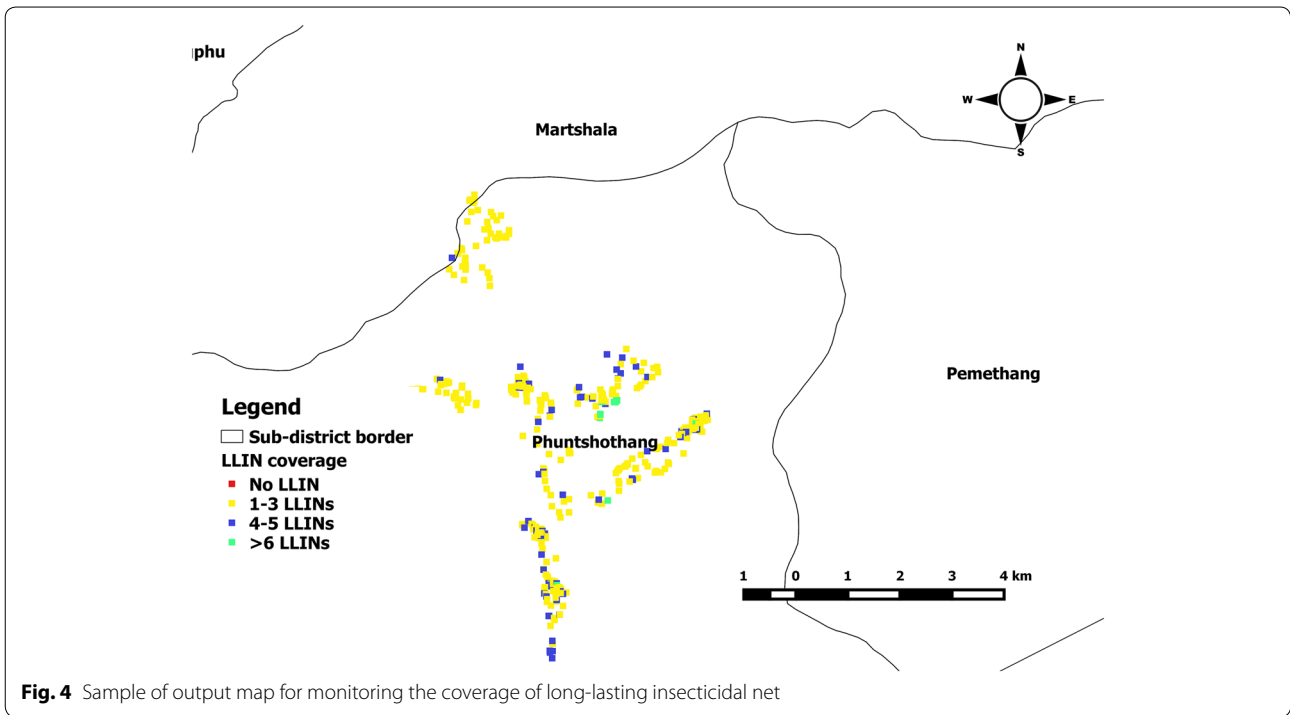 phu
N
W
E
S
Martshala
Pemethang
Phuntshothang
Legend
Sub-district border
LLIN coverage
No LLIN
1-3 LLINs
4-5 LLINs
>6 LLINs
1 0 1 2 3 4 km
Fig. 4 Sample of output map for monitoring the coverage of long-lasting insecticidal net